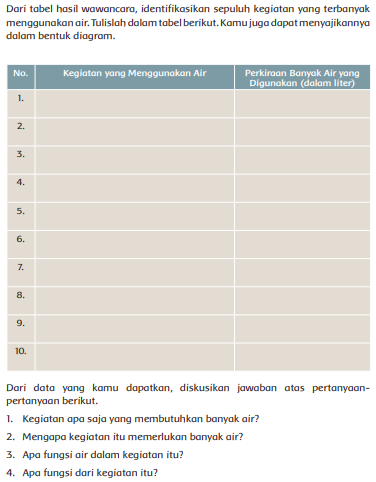 Dari tabel hasil wawancara, identifikasikan sepuluh kegiatan yang terbanyak
menggunakan air. Tulislah dalam tabel berikut. Kamu juga dapat menyajikannya
dalam bentuk diagram.
No. Kegiatan yang Menggunakan Air Perkiraan Banyak Air yang
Digunakan (dalam liter)
1.
2.
3.
4.
5.
6.
7.
8.
9.
10.
Dari data yang kamu dapatkan, diskusikan jawaban atas pertanyaan-
pertanyaan berikut.
1. Kegiatan apa saja yang membutuhkan banyak air?
2. Mengapa kegiatan itu memerlukan banyak air?
3. Apa fungsi air dalam kegiatan itu?
4. Apa fungsi dari kegiatan itu?